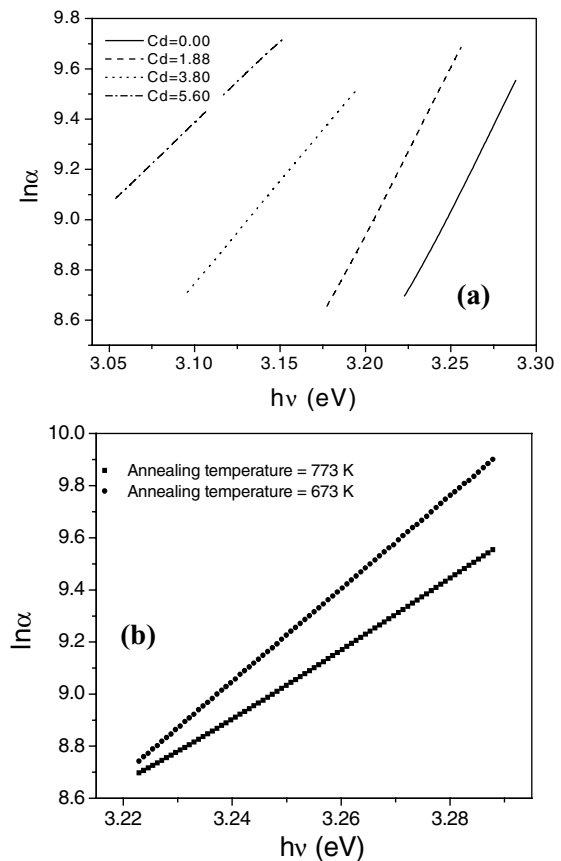 9.8
9.6
9.4
9.2
9.0
8.8
8.6
lnα
Cd=0.00
Cd=1.88
Cd=3.80
Cd=5.60
(a)
3.05 3.10 3.15 3.20 3.25 3.30
hν (eV)
10.0
9.8
9.6
9.4
9.2
9.0
8.8
8.6
lnα
Annealing temperature = 773 K
Annealing temperature = 673 K
(b)
3.22 3.24 3.26 3.28
hν (eV)